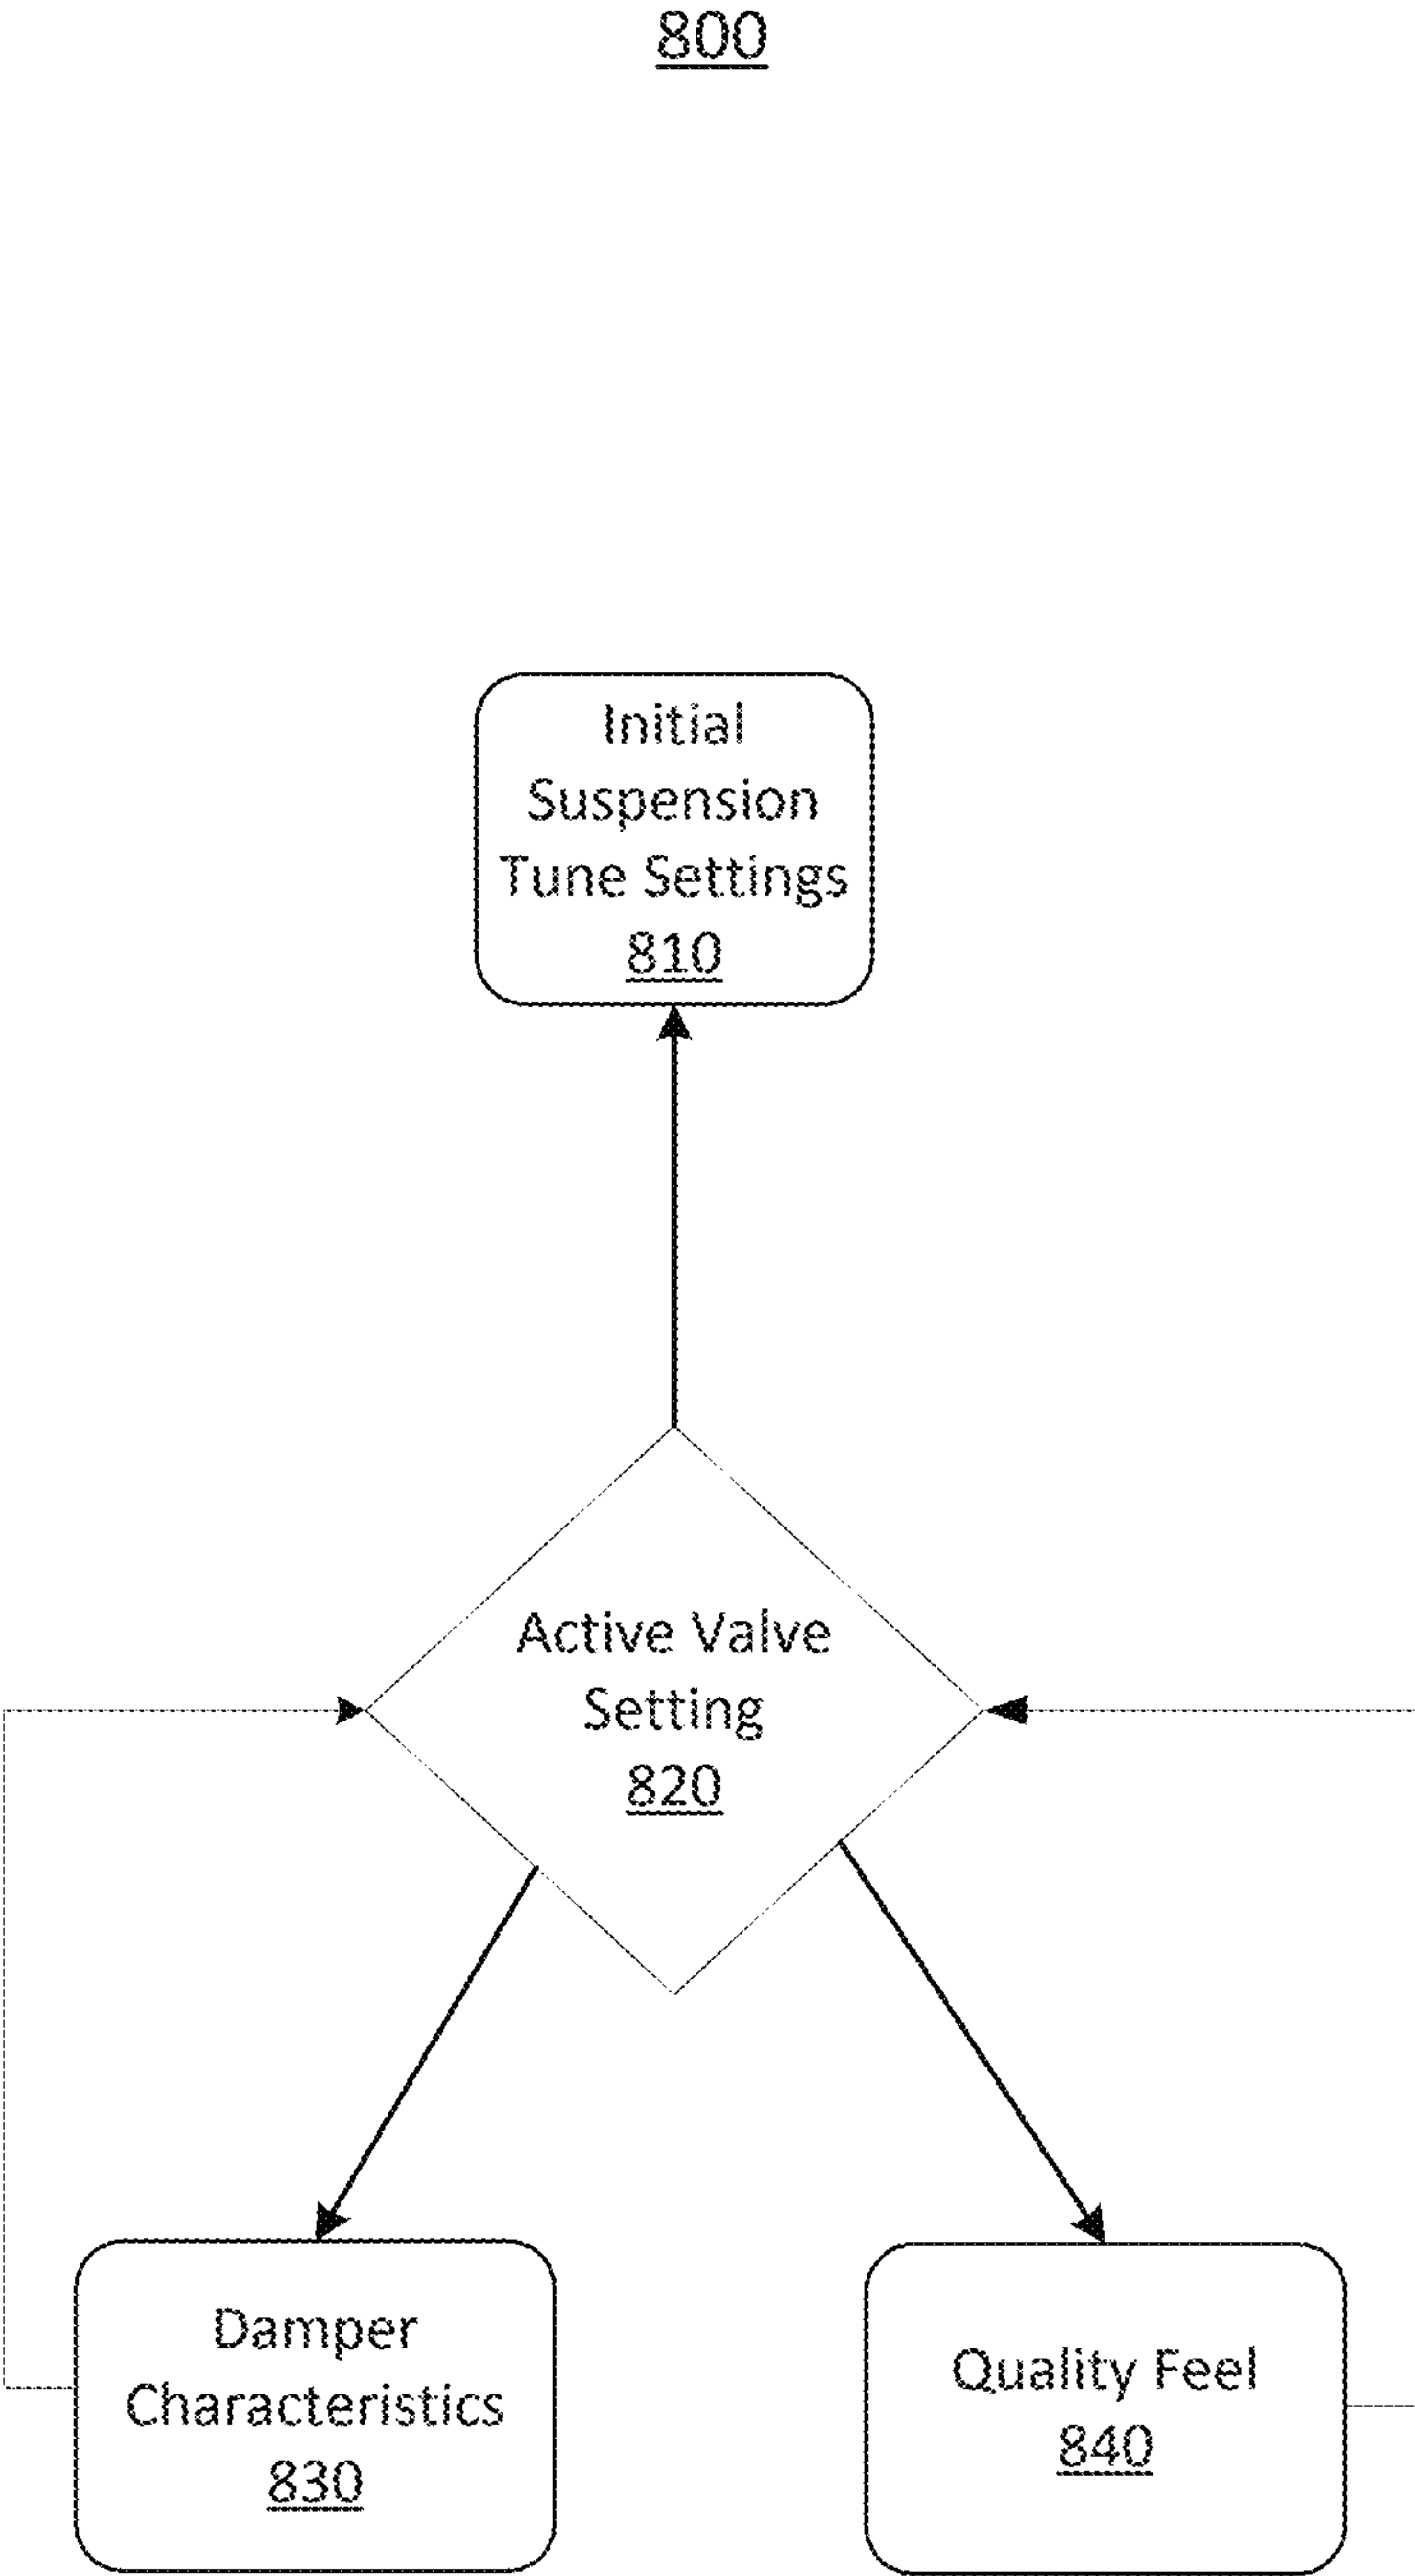 800
Initial
Suspension
Tune Settings
810
Active Valve
Setting
820
Damper
Characteristics
830
Quality Feel
840